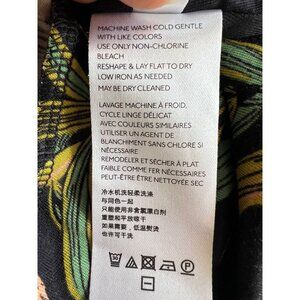 MACHINE WASH COLD GENTLY
WITH LIKE COLORS
USE ONLY NON-CHLORINE
BLEACH
RESHAPE & LAY FLAT TO DRY
LOW IRON AS NEEDED
MAY BE DRY CLEANED
LAVAGE MACHINE À FROID,
CYCLE LINGE DÉLICAT
AVEC COULEURS SIMILAIRES
UTILISER UN AGENT DE
BLANCHIMENT SANS CHLORE SI
NÉCESSAIRE
REMODELER ET SÉCHER À PLAT
FAIBLE COMME FER NÉCESSAIRES
PEUT-ÊTRE ÊTRE NETTOYÉE SEC
冷水机洗轻柔洗涤
与同色一起
只能使用非食氯漂白剂
重塑和平放晾干
如果需要，低温熨烫
也许可干洗